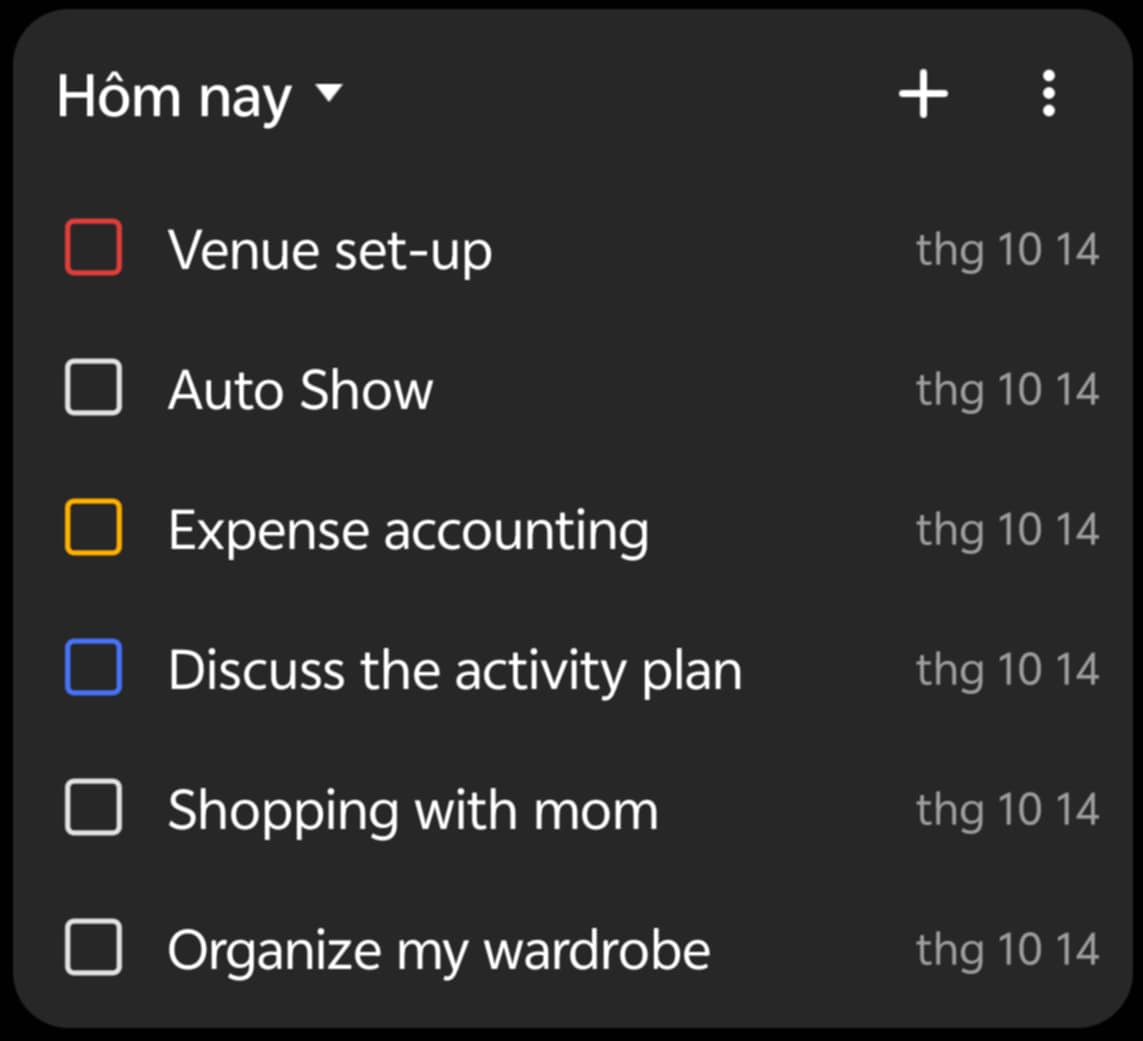 Hôm nay
Venue set-up thg 10 14
Auto Show thg 10 14
Expense accounting thg 10 14
Discuss the activity plan thg 10 14
Shopping with mom thg 10 14
Organize my wardrobe thg 10 14